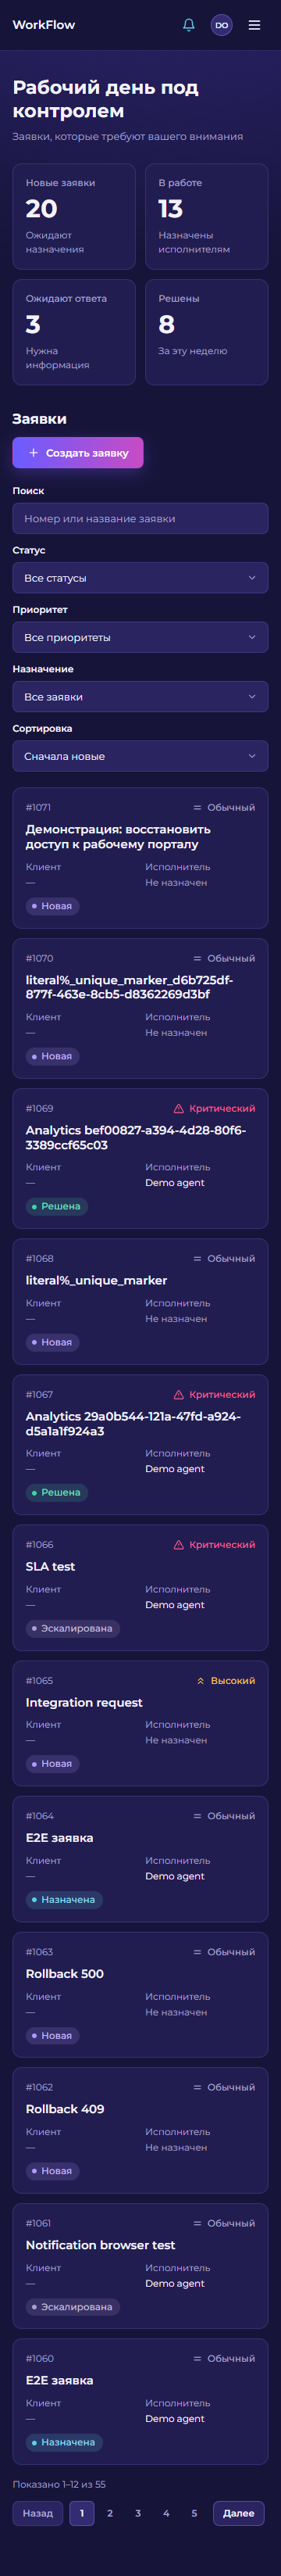 WorkFlow
DO
Рабочий день под
контролем
Заявки, которые требуют вашего внимания
Новые заявки
20
Ожидают
назначения
В работе
13
Назначены
исполнителям
Ожидают ответа
3
Нужна
информация
Решены
8
За эту неделю
Заявки
Создать заявку
Поиск
Номер или название заявки
Статус
Все статусы
Приоритет
Все приоритеты
Назначение
Все заявки
Сортировка
Сначала новые
#1071 Обычный
Демонстрация: восстановить
доступ к рабочему порталу
Клиент Исполнитель
— Не назначен
Новая
#1070 Обычный
literal%_unique_marker_d6b725df-
877f-463e-8cb5-d8362269d3bf
Клиент Исполнитель
— Не назначен
Новая
#1069 Критический
Analytics bef00827-a394-4d28-80f6-
3389ccf65c03
Клиент Исполнитель
— Demo agent
Решена
#1068 Обычный
literal%_unique_marker
Клиент Исполнитель
— Не назначен
Новая
#1067 Критический
Analytics 29a0b544-121a-47fd-a924-
d5a1a1f924a3
Клиент Исполнитель
— Demo agent
Решена
#1066 Критический
SLA test
Клиент Исполнитель
— Demo agent
Эскалирована
#1065 Высокий
Integration request
Клиент Исполнитель
— Не назначен
Новая
#1064 Обычный
E2E заявка
Клиент Исполнитель
— Demo agent
Назначена
#1063 Обычный
Rollback 500
Клиент Исполнитель
— Не назначен
Новая
#1062 Обычный
Rollback 409
Клиент Исполнитель
— Не назначен
Новая
#1061 Обычный
Notification browser test
Клиент Исполнитель
— Demo agent
Эскалирована
#1060 Обычный
E2E заявка
Клиент Исполнитель
— Demo agent
Назначена
Показано 1–12 из 55
Назад 1 2 3 4 5 Далее